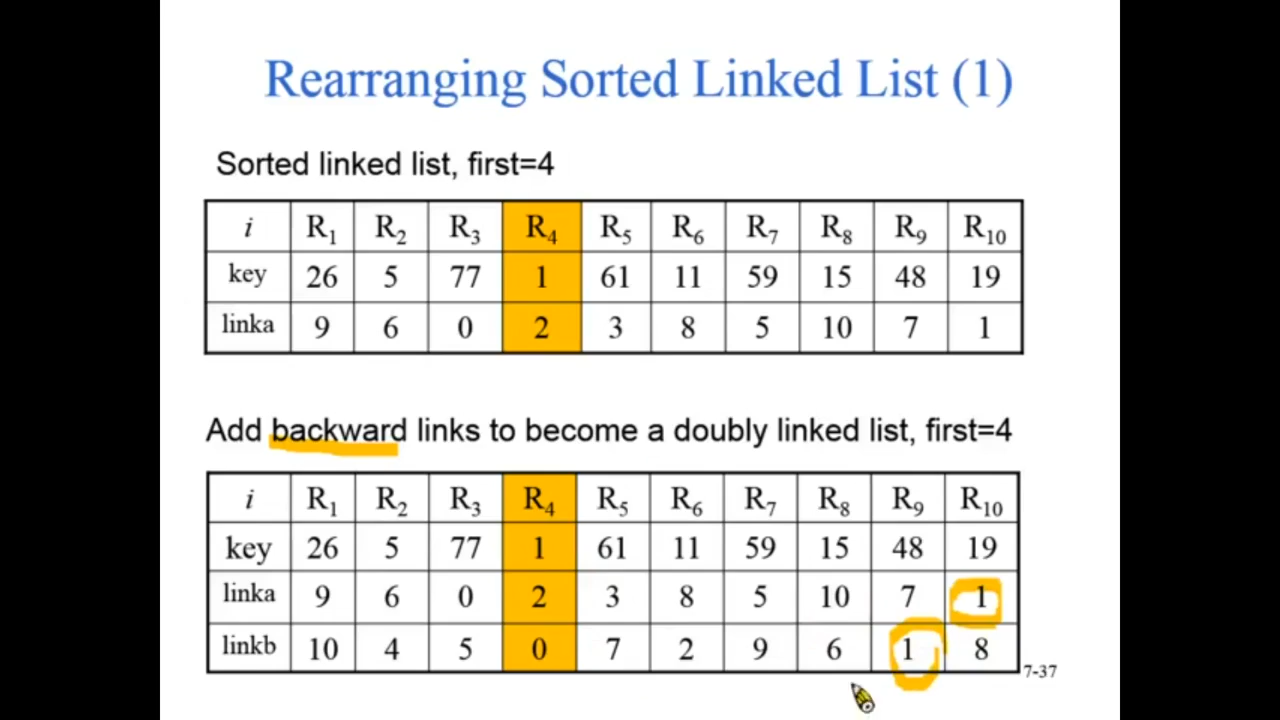 Rearranging Sorted Linked List (1)
Sorted linked list, first=4
i R1 R2 R3 R4 R5 R6 R7 R8 R9 R10
key 26 5 77 1 61 11 59 15 48 19
linka 9 6 0 2 3 8 5 10 7 1
Add backward links to become a doubly linked list, first=4
i R1 R2 R3 R4 R5 R6 R7 R8 R9 R10
key 26 5 77 1 61 11 59 15 48 19
linka 9 6 0 2 3 8 5 10 7 1
linkb 10 4 5 0 7 2 9 6 1 8
7-37